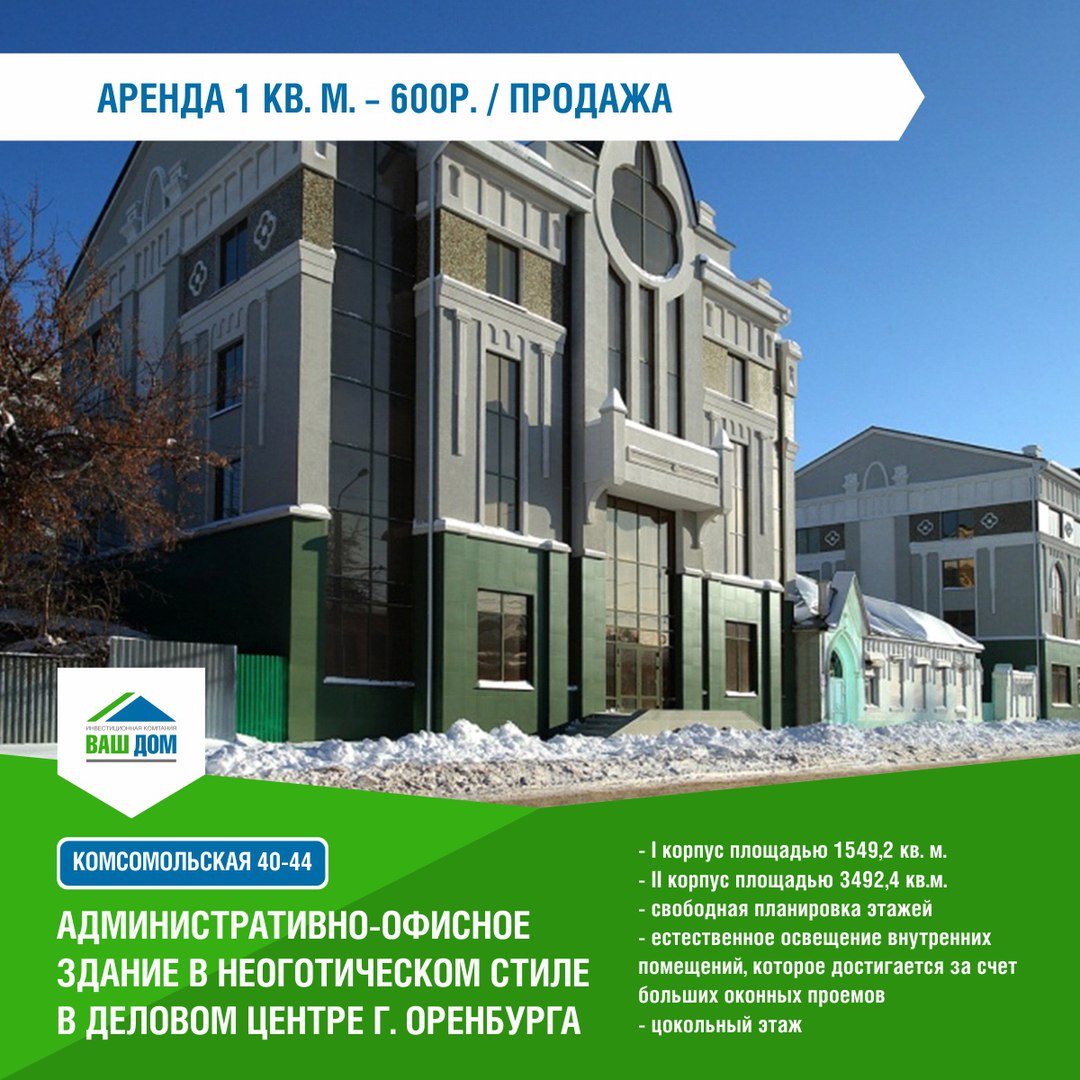 АРЕНДА 1 КВ. М. – 600Р. / ПРОДАЖА
ИНВЕСТИЦИОННАЯ КОМПАНИЯ
ВАШ ДОМ
КОМСОМОЛЬСКАЯ 40-44
АДМИНИСТРАТИВНО-ОФИСНОЕ
ЗДАНИЕ В НЕОГОТИЧЕСКОМ СТИЛЕ
В ДЕЛОВОМ ЦЕНТРЕ Г. ОРЕНБУРГА
- I корпус площадью 1549,2 кв. м.
- II корпус площадью 3492,4 кв.м.
- свободная планировка этажей
- естественное освещение внутренних
помещений, которое достигается за счет
больших оконных проемов
- цокольный этаж